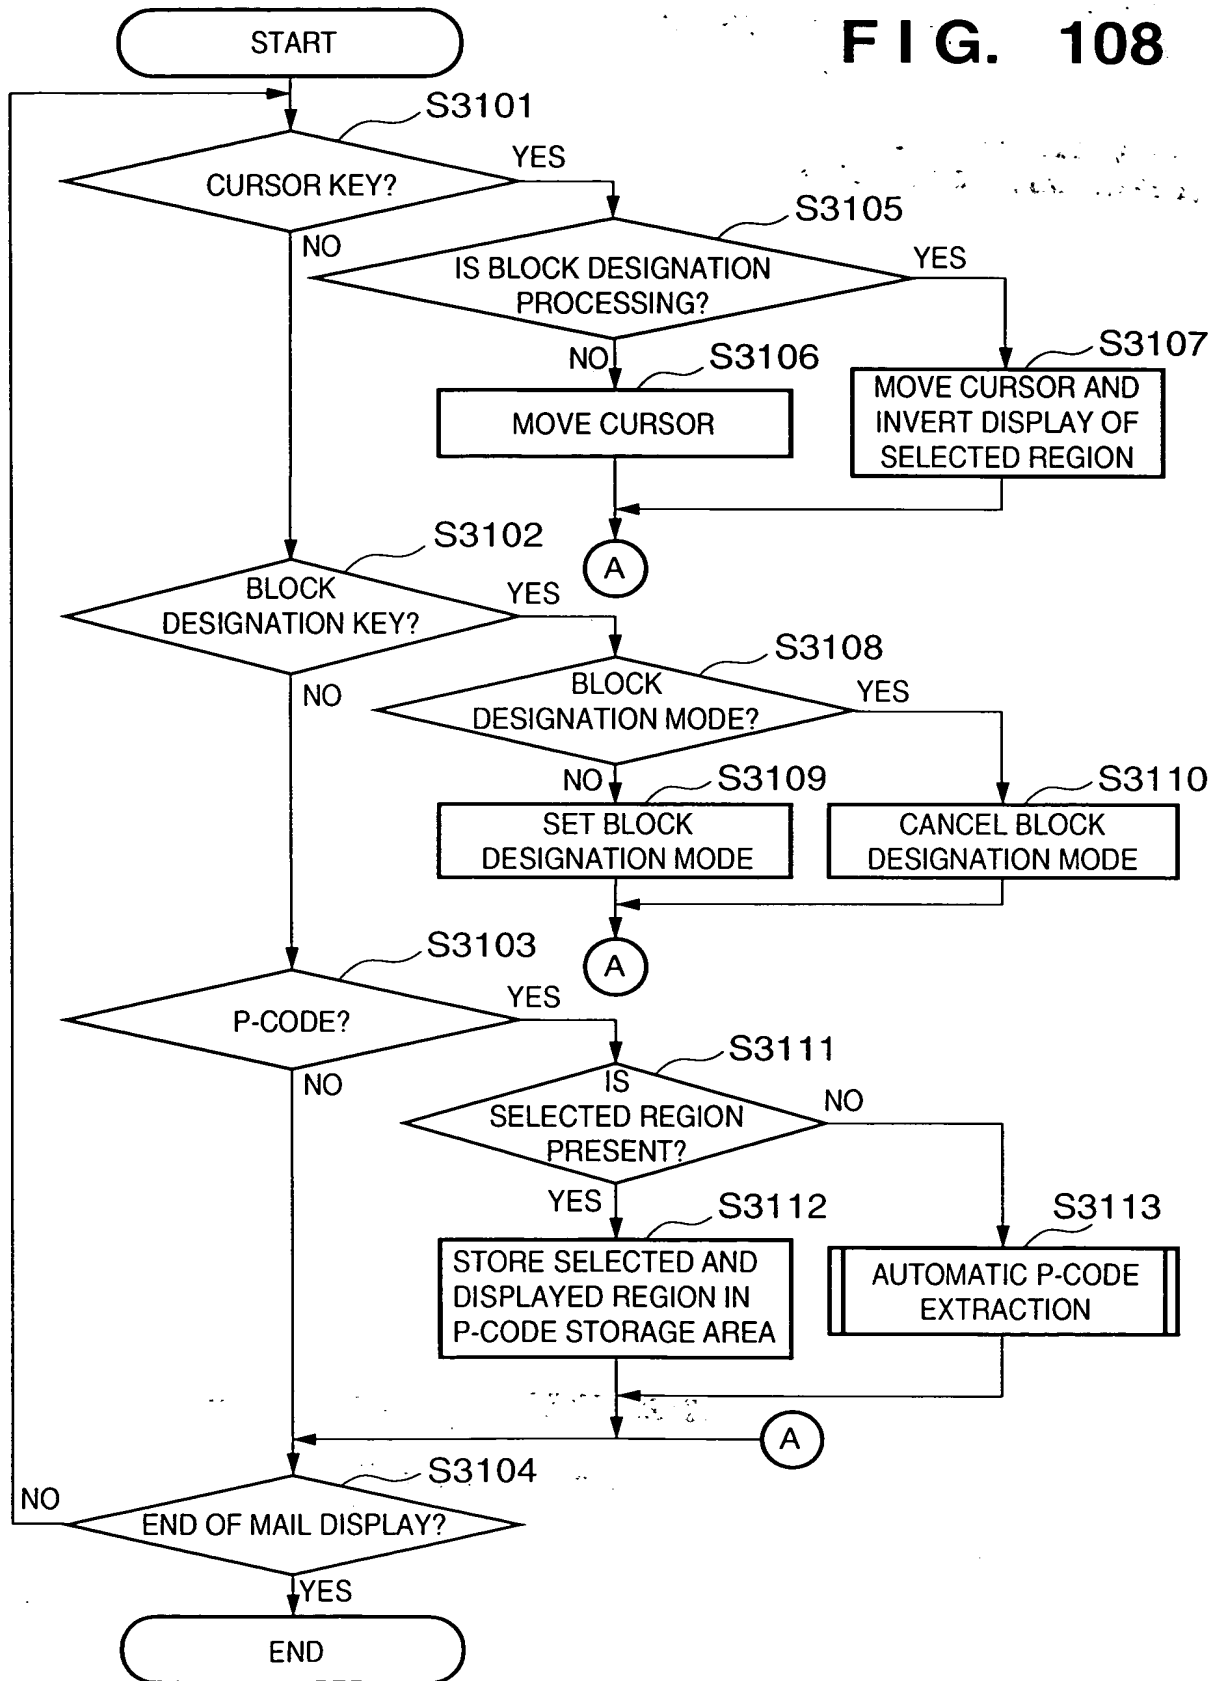 FIG. 108
START
S3101
CURSOR KEY?
YES
NO
S3105
IS BLOCK DESIGNATION
PROCESSING?
YES
NO
S3106
MOVE CURSOR
S3107
MOVE CURSOR AND
INVERT DISPLAY OF
SELECTED REGION
A
S3102
BLOCK
DESIGNATION KEY?
YES
NO
S3108
BLOCK
DESIGNATION MODE?
YES
NO
S3109
SET BLOCK
DESIGNATION MODE
S3110
CANCEL BLOCK
DESIGNATION MODE
A
S3103
P-CODE?
YES
NO
S3111
IS
SELECTED REGION
PRESENT?
NO
YES
S3112
STORE SELECTED AND
DISPLAYED REGION IN
P-CODE STORAGE AREA
S3113
AUTOMATIC P-CODE
EXTRACTION
A
S3104
END OF MAIL DISPLAY?
NO
YES
END